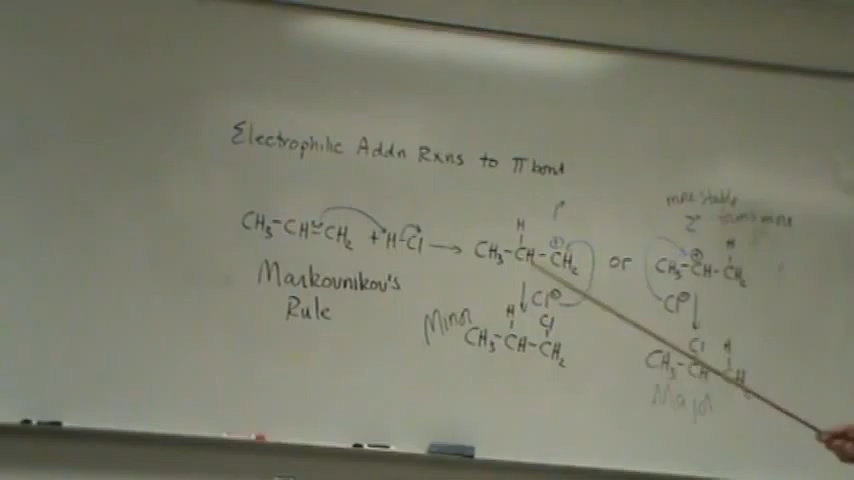 Electrophilic Addn Rxns to π bond
CH₃-CH=CH₂ + H-Cl → CH₃-CH-CH₂ or CH₃-CH-CH₂
H
⊕
1°
more stable
2°
H
⊕
Markovnikov's
Rule
Cl⊖
Cl⊖
Minor
H Cl
CH₃-CH-CH₂
Cl H
CH₃-CH
Major